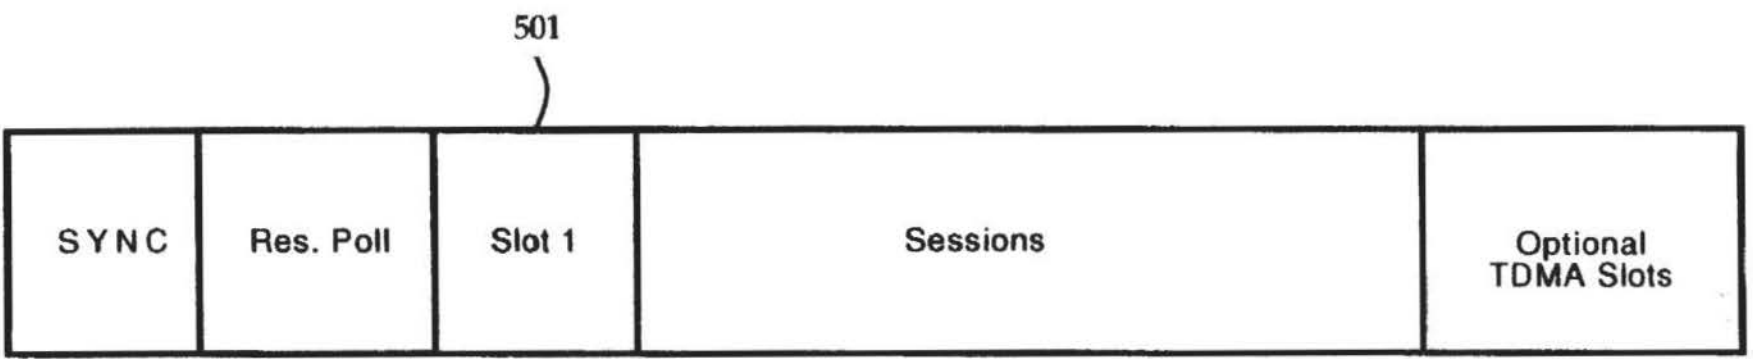 501
SYNC
Res. Poll
Slot 1
Sessions
Optional
TDMA Slots